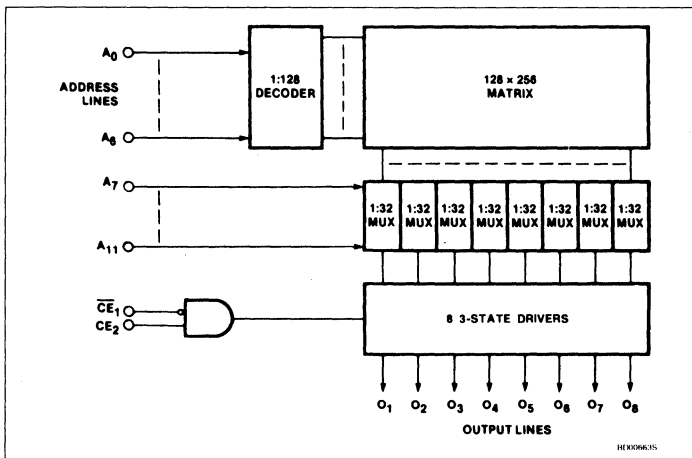 A0
ADDRESS
LINES
A6
1:128
DECODER
128 × 256
MATRIX
A7
A11
1:32
MUX
1:32
MUX
1:32
MUX
1:32
MUX
1:32
MUX
1:32
MUX
1:32
MUX
1:32
MUX
CE1
CE2
8 3-STATE DRIVERS
O1 O2 O3 O4 O5 O6 O7 O8
OUTPUT LINES
BD00663S